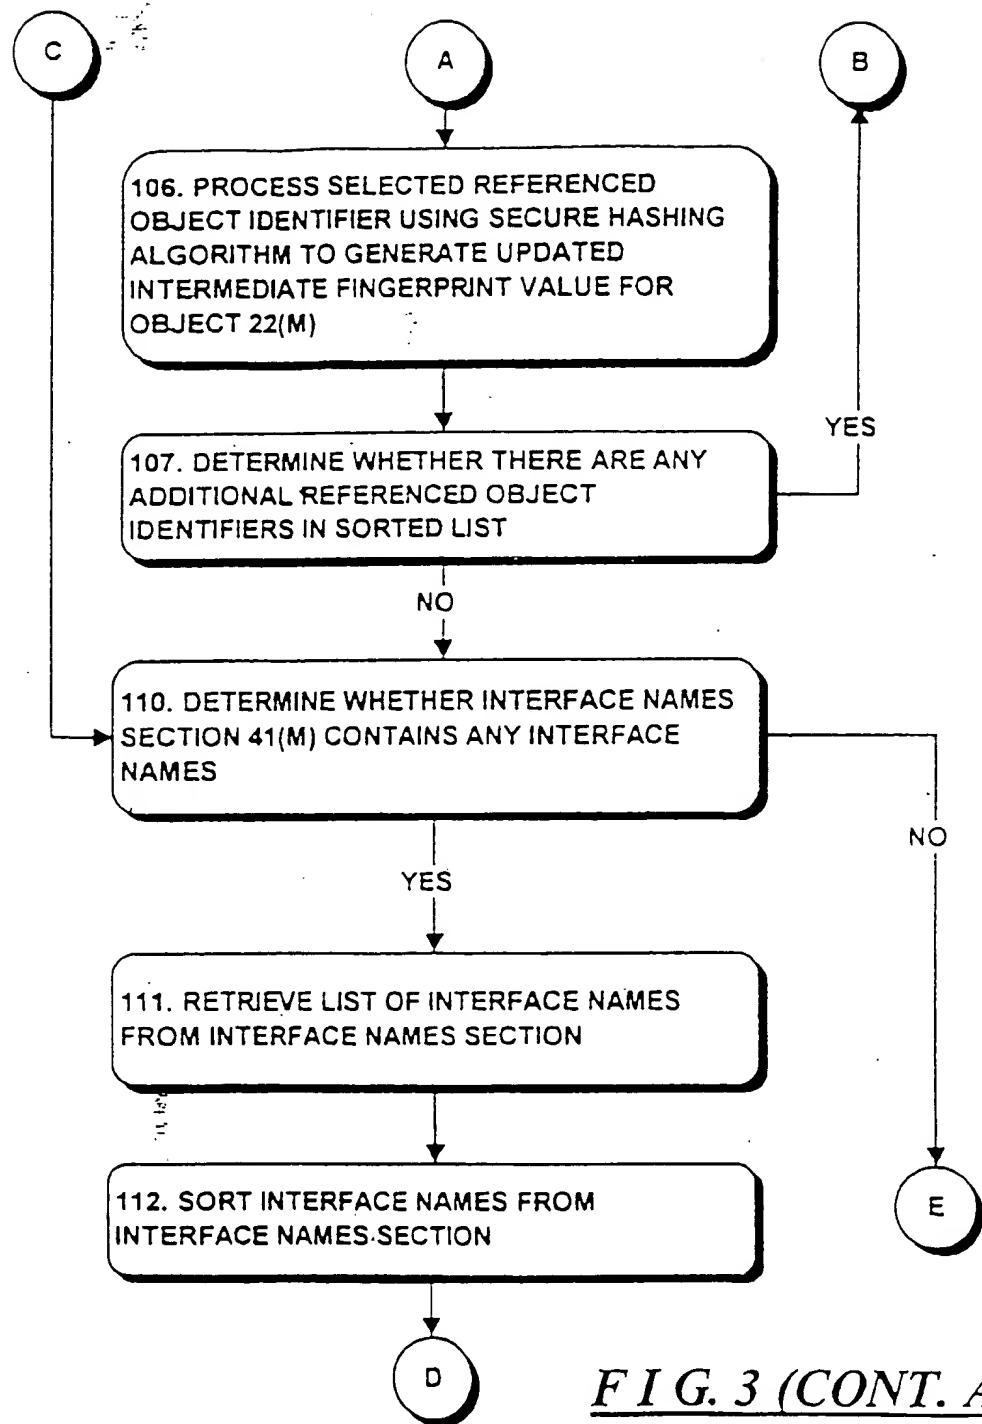 C
A
B
106. PROCESS SELECTED REFERENCED
OBJECT IDENTIFIER USING SECURE HASHING
ALGORITHM TO GENERATE UPDATED
INTERMEDIATE FINGERPRINT VALUE FOR
OBJECT 22(M)
YES
107. DETERMINE WHETHER THERE ARE ANY
ADDITIONAL REFERENCED OBJECT
IDENTIFIERS IN SORTED LIST
NO
110. DETERMINE WHETHER INTERFACE NAMES
SECTION 41(M) CONTAINS ANY INTERFACE
NAMES
NO
YES
111. RETRIEVE LIST OF INTERFACE NAMES
FROM INTERFACE NAMES SECTION
112. SORT INTERFACE NAMES FROM
INTERFACE NAMES SECTION
E
D
F I G. 3 (CONT. A